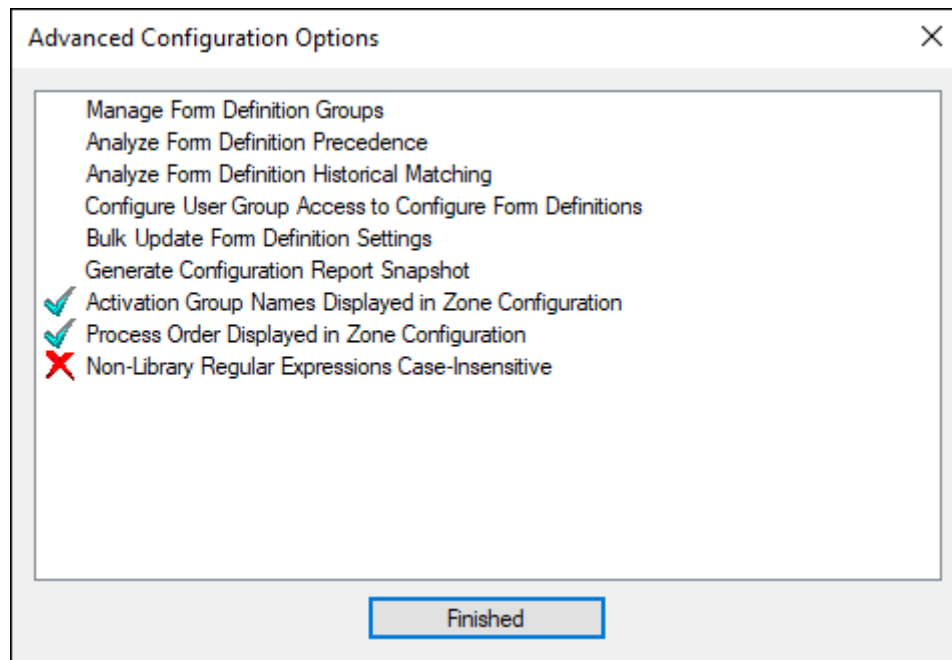 Advanced Configuration Options
Manage Form Definition Groups
Analyze Form Definition Precedence
Analyze Form Definition Historical Matching
Configure User Group Access to Configure Form Definitions
Bulk Update Form Definition Settings
Generate Configuration Report Snapshot
Activation Group Names Displayed in Zone Configuration
Process Order Displayed in Zone Configuration
Non-Library Regular Expressions Case-Insensitive
Finished